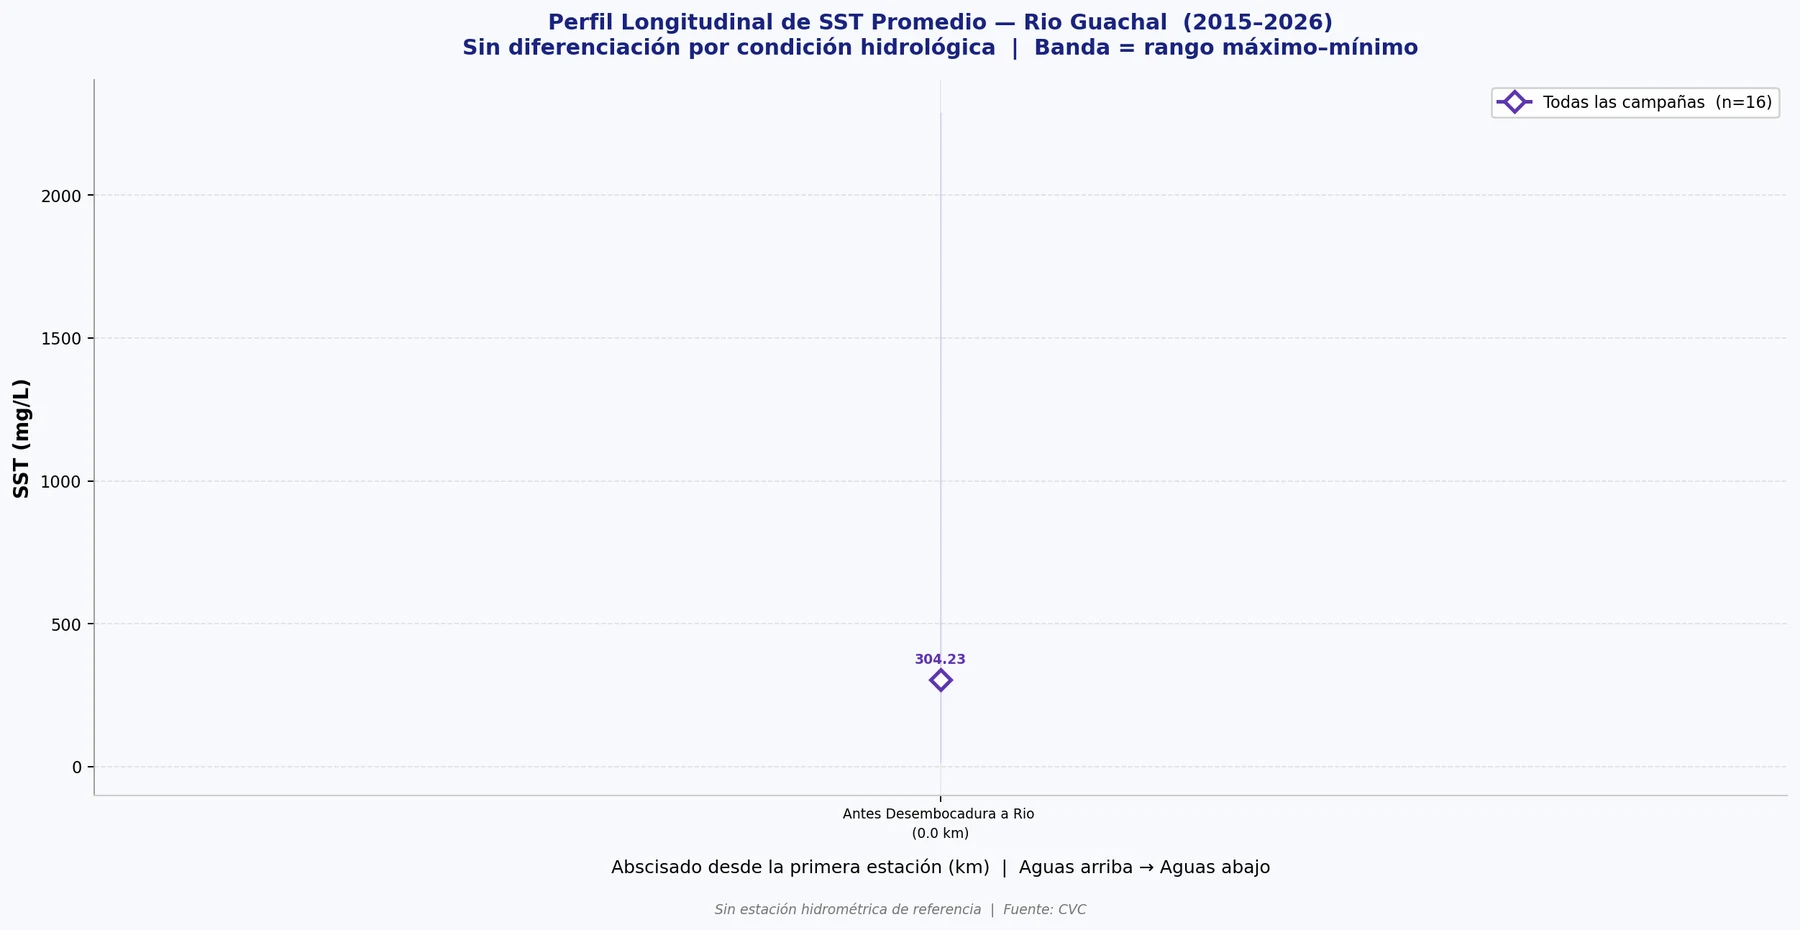 Perfil Longitudinal de SST Promedio — Rio Guachal  (2015–2026)
Sin diferenciación por condición hidrológica  |  Banda = rango máximo–mínimo
Todas las campañas  (n=16)
SST (mg/L)
2000
1500
1000
500
0
304.23
Antes Desembocadura a Rio
(0.0 km)
Abscisado desde la primera estación (km)  |  Aguas arriba → Aguas abajo
Sin estación hidrométrica de referencia  |  Fuente: CVC